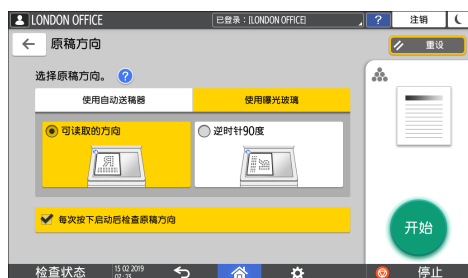 LONDON OFFICE
已登录：[LONDON OFFICE]
?
注销
原稿方向
重设
选择原稿方向。 ?
使用自动送稿器
使用曝光玻璃
可读取的方向
逆时针90度
R
R
每次按下启动后检查原稿方向
开始
检查状态
15 02 2019
停止